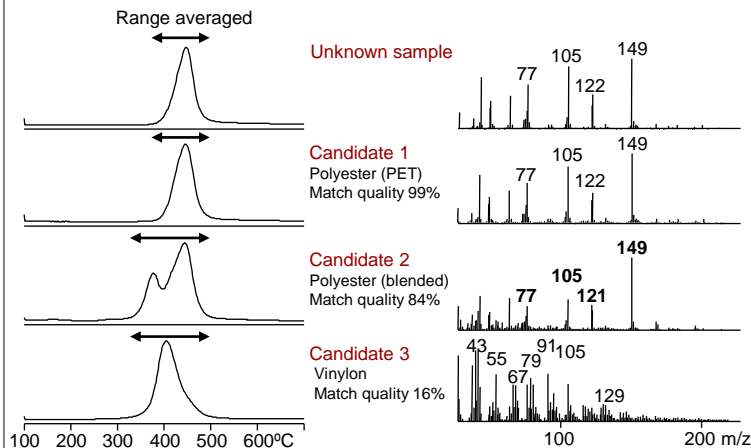 Range averaged
Unknown sample
77
105
122
149
Candidate 1
Polyester (PET)
Match quality 99%
77
105
122
149
Candidate 2
Polyester (blended)
Match quality 84%
77
105
121
149
Candidate 3
Vinylon
Match quality 16%
43
55
67
79
91
105
129
100 200 300 400 500 600ºC
100 200 m/z